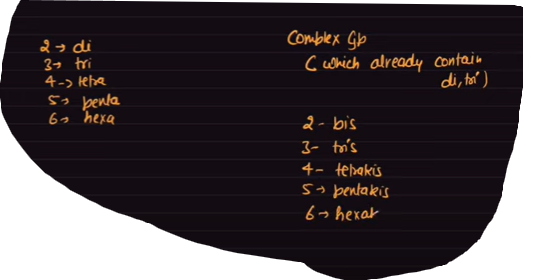 2 → di
3→ tri
4-> tetra
5→ penta
6→ hexa
Complex Gp
( which already contain
di, tri )
2 - bis
3- tris
4- tetrakis
5 → pentakis
6 → hexak